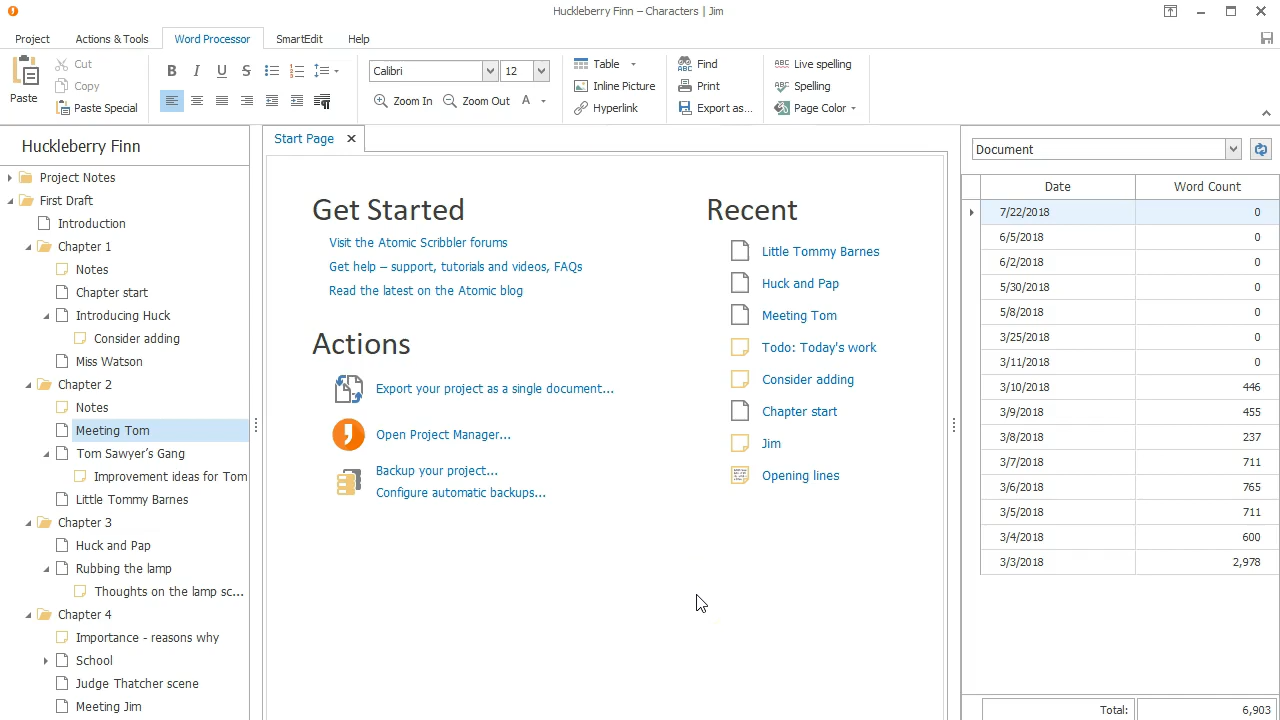 Huckleberry Finn – Characters | Jim
Project Actions & Tools Word Processor SmartEdit Help
Paste
Cut
Copy
Paste Special
B I U S
Calibri 12
Zoom In Zoom Out A
Table
Inline Picture
Hyperlink
Find
Print
Export as...
Live spelling
Spelling
Page Color
Huckleberry Finn
Project Notes
First Draft
Introduction
Chapter 1
Notes
Chapter start
Introducing Huck
Consider adding
Miss Watson
Chapter 2
Notes
Meeting Tom
Tom Sawyer's Gang
Improvement ideas for Tom
Little Tommy Barnes
Chapter 3
Huck and Pap
Rubbing the lamp
Thoughts on the lamp sc...
Chapter 4
Importance - reasons why
School
Judge Thatcher scene
Meeting Jim
Start Page
Get Started
Visit the Atomic Scribbler forums
Get help – support, tutorials and videos, FAQs
Read the latest on the Atomic blog
Actions
Export your project as a single document...
Open Project Manager...
Backup your project...
Configure automatic backups...
Recent
Little Tommy Barnes
Huck and Pap
Meeting Tom
Todo: Today's work
Consider adding
Chapter start
Jim
Opening lines
Document
Date Word Count
7/22/2018 0
6/5/2018 0
6/2/2018 0
5/30/2018 0
5/8/2018 0
3/25/2018 0
3/11/2018 0
3/10/2018 446
3/9/2018 455
3/8/2018 237
3/7/2018 711
3/6/2018 765
3/5/2018 711
3/4/2018 600
3/3/2018 2,978
Total: 6,903